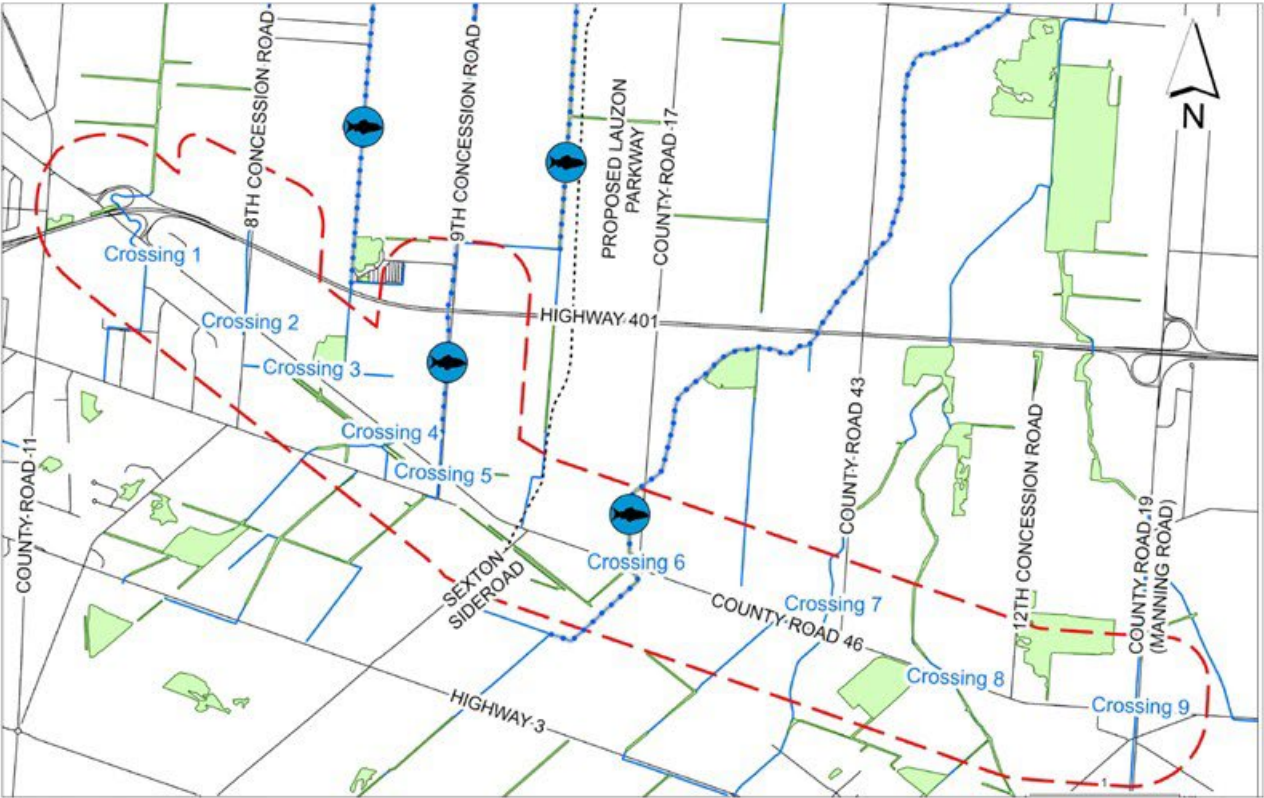 8TH CONCESSION ROAD
9TH CONCESSION ROAD
PROPOSED LAUZON
PARKWAY
COUNTY ROAD 17
N
Crossing 1
Crossing 2
HIGHWAY 401
Crossing 3
Crossing 4
Crossing 5
COUNTY ROAD 11
COUNTY ROAD 43
12TH CONCESSION ROAD
COUNTY ROAD 19
(MANNING ROAD)
SEXTON
SIDEROAD
Crossing 6
Crossing 7
COUNTY ROAD 46
Crossing 8
HIGHWAY 3
Crossing 9
1